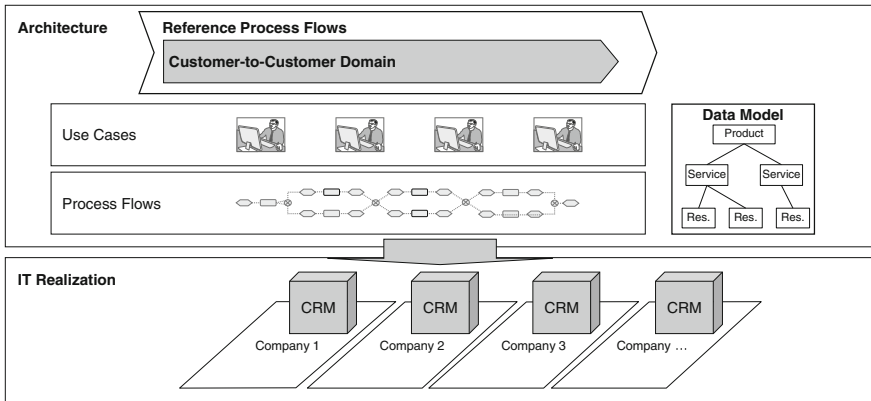 Architecture
Reference Process Flows
Customer-to-Customer Domain
Use Cases
Process Flows
Data Model
Product
Service
Service
Res.
Res.
Res.
IT Realization
CRM
CRM
CRM
CRM
Company 1
Company 2
Company 3
Company ...